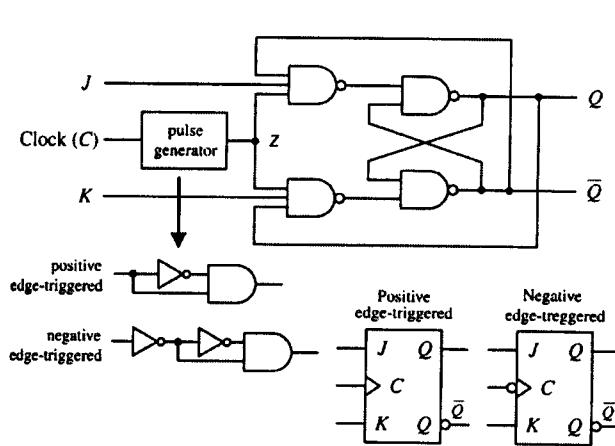 J
Q
Clock (C)
pulse
generator
Z
K
Q̅
positive
edge-triggered
negative
edge-triggered
Positive
edge-triggered
J Q
C
K Q Q̅
Negative
edge-treggered
J Q
C
K Q Q̅